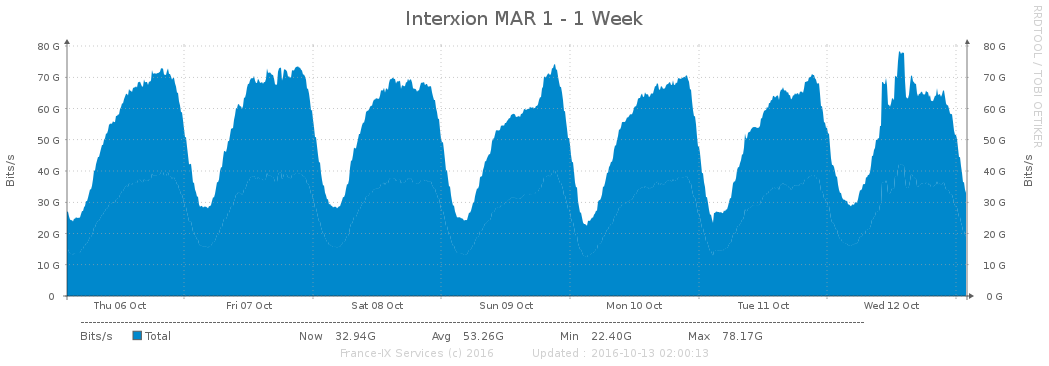 Interxion MAR 1 - 1 Week
RRDTOOL / TOBI OETIKER
Bits/s
Bits/s
80 G 80 G
70 G 70 G
60 G 60 G
50 G 50 G
40 G 40 G
30 G 30 G
20 G 20 G
10 G 10 G
0 0 G
Thu 06 Oct Fri 07 Oct Sat 08 Oct Sun 09 Oct Mon 10 Oct Tue 11 Oct Wed 12 Oct
Bits/s Total Now 32.94G Avg 53.26G Min 22.40G Max 78.17G
France-IX Services (c) 2016 Updated : 2016-10-13 02:00:13